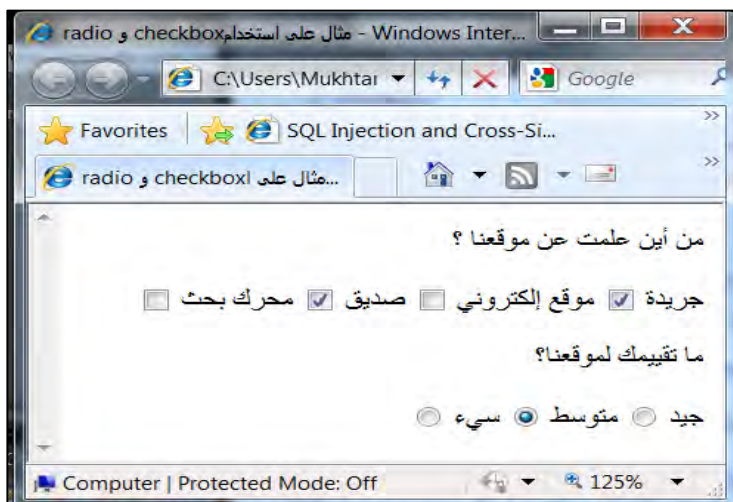 مثال على استخدامcheckbox و radio - Windows Inter...
C:\Users\Mukhtar
Google
Favorites SQL Injection and Cross-Si...
مثال على checkboxا و radio...
من أين علمت عن موقعنا ؟
جريدة موقع إلكتروني صديق محرك بحث
ما تقييمك لموقعنا؟
جيد متوسط سيء
Computer | Protected Mode: Off 125%